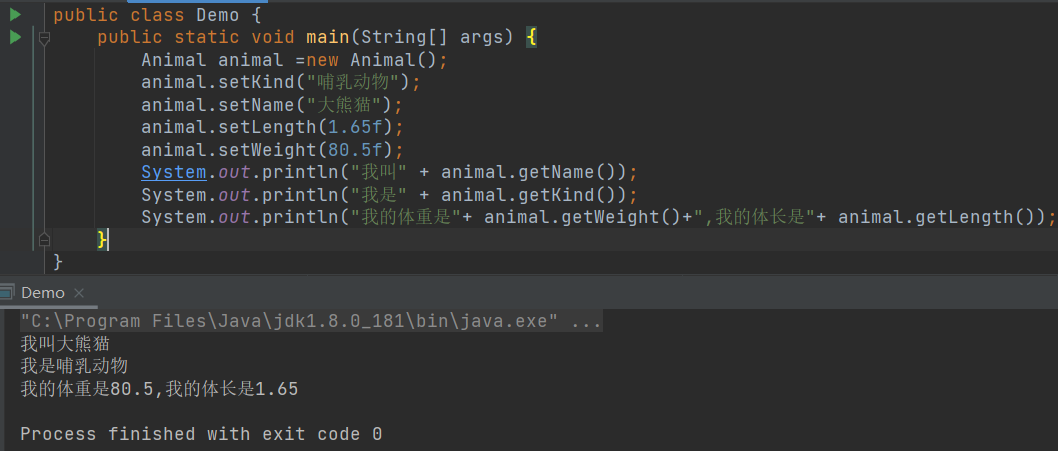 public class Demo {
public static void main(String[] args) {
Animal animal =new Animal();
animal.setKind("哺乳动物");
animal.setName("大熊猫");
animal.setLength(1.65f);
animal.setWeight(80.5f);
System.out.println("我叫" + animal.getName());
System.out.println("我是" + animal.getKind());
System.out.println("我的体重是"+ animal.getWeight()+",我的体长是"+ animal.getLength());
}
}
Demo ×
"C:\Program Files\Java\jdk1.8.0_181\bin\java.exe" ...
我叫大熊猫
我是哺乳动物
我的体重是80.5,我的体长是1.65
Process finished with exit code 0